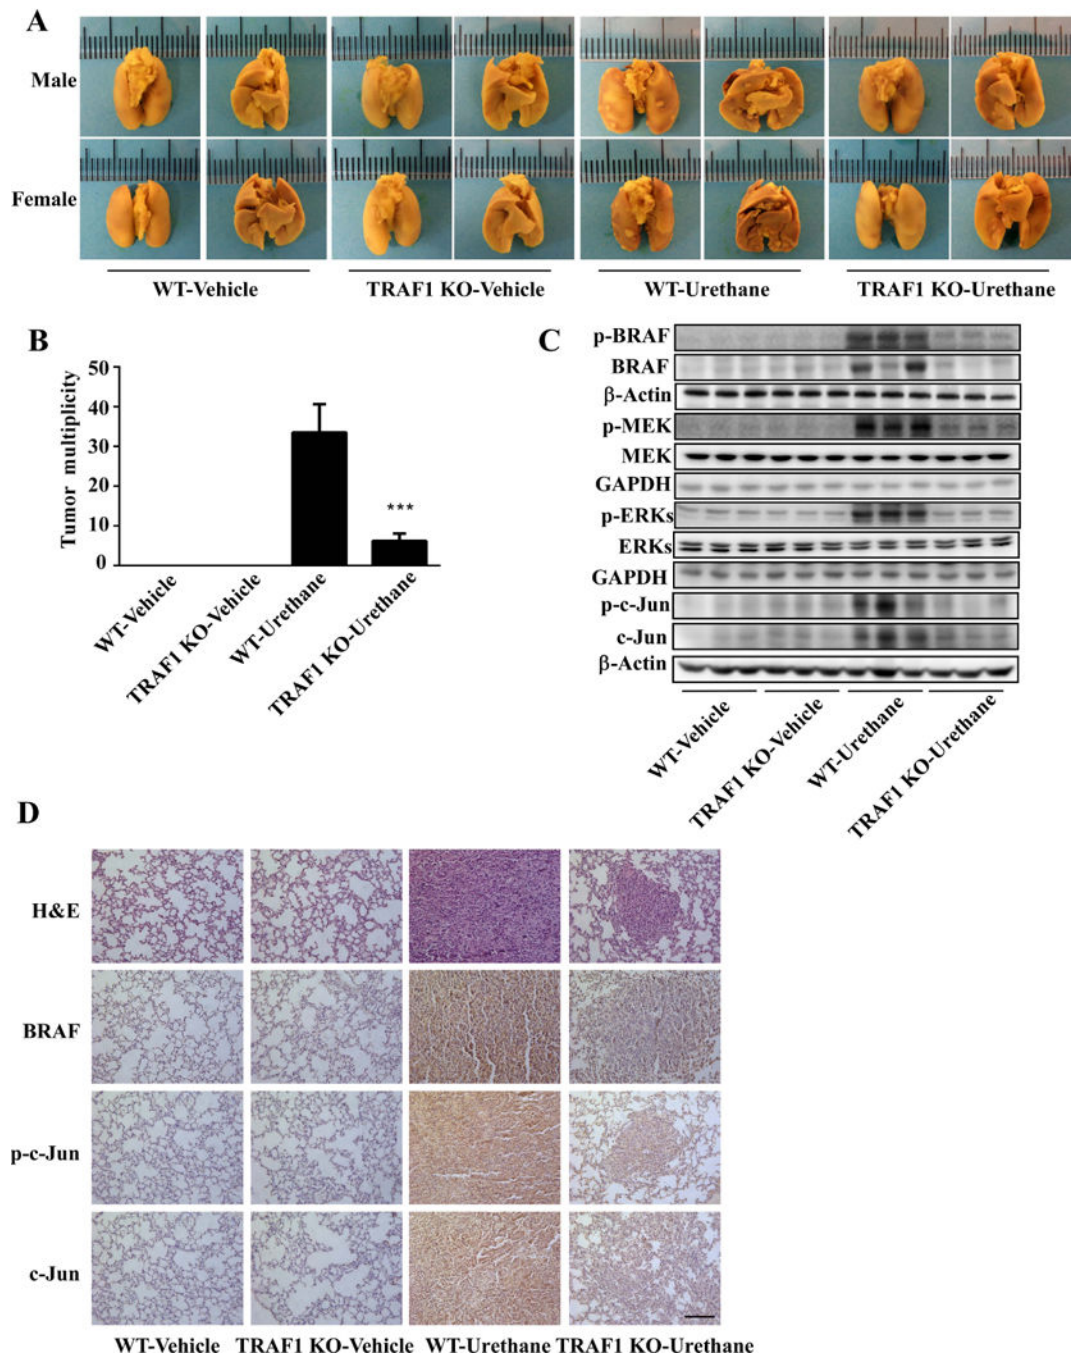 A
Male
Female
WT-Vehicle TRAF1 KO-Vehicle WT-Urethane TRAF1 KO-Urethane
B
Tumor multiplicity
50
40
30
20
10
0
***
WT-Vehicle
TRAF1 KO-Vehicle
WT-Urethane
TRAF1 KO-Urethane
C
p-BRAF
BRAF
β-Actin
p-MEK
MEK
GAPDH
p-ERKs
ERKs
GAPDH
p-c-Jun
c-Jun
β-Actin
WT-Vehicle
TRAF1 KO-Vehicle
WT-Urethane
TRAF1 KO-Urethane
D
H&E
BRAF
p-c-Jun
c-Jun
WT-Vehicle TRAF1 KO-Vehicle WT-Urethane TRAF1 KO-Urethane